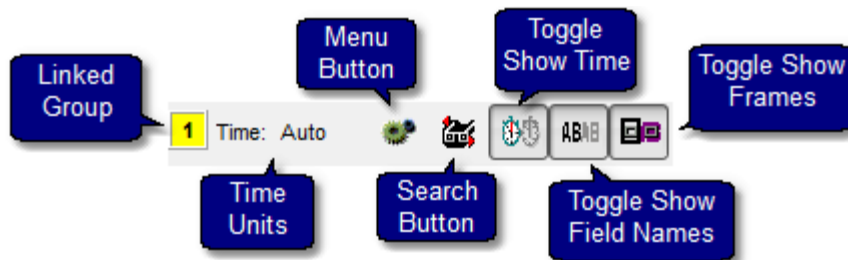 Toggle
Show Time
Menu
Button
Linked
Group
Toggle Show
Frames
1 Time: Auto
ABAB
Time
Units
Search
Button
Toggle Show
Field Names